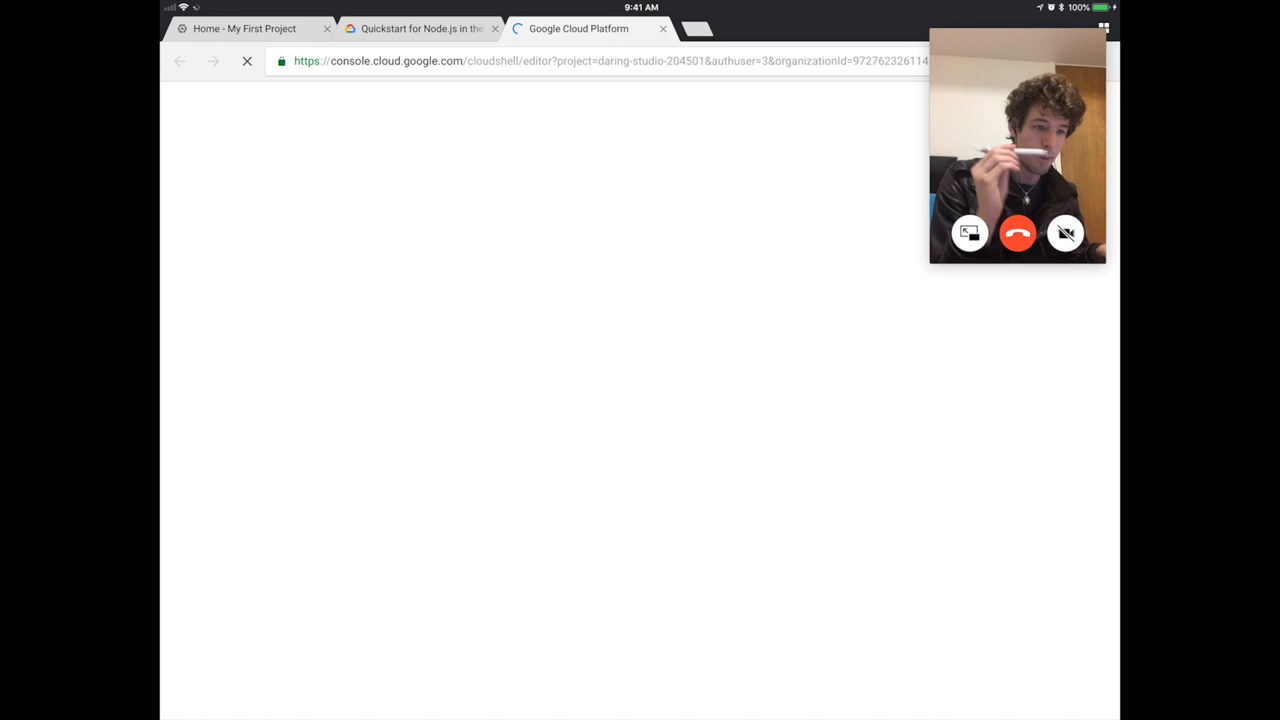 9:41 AM
100%
Home - My First Project
Quickstart for Node.js in the
Google Cloud Platform
https://console.cloud.google.com/cloudshell/editor?project=daring-studio-204501&authuser=3&organizationId=972762326114